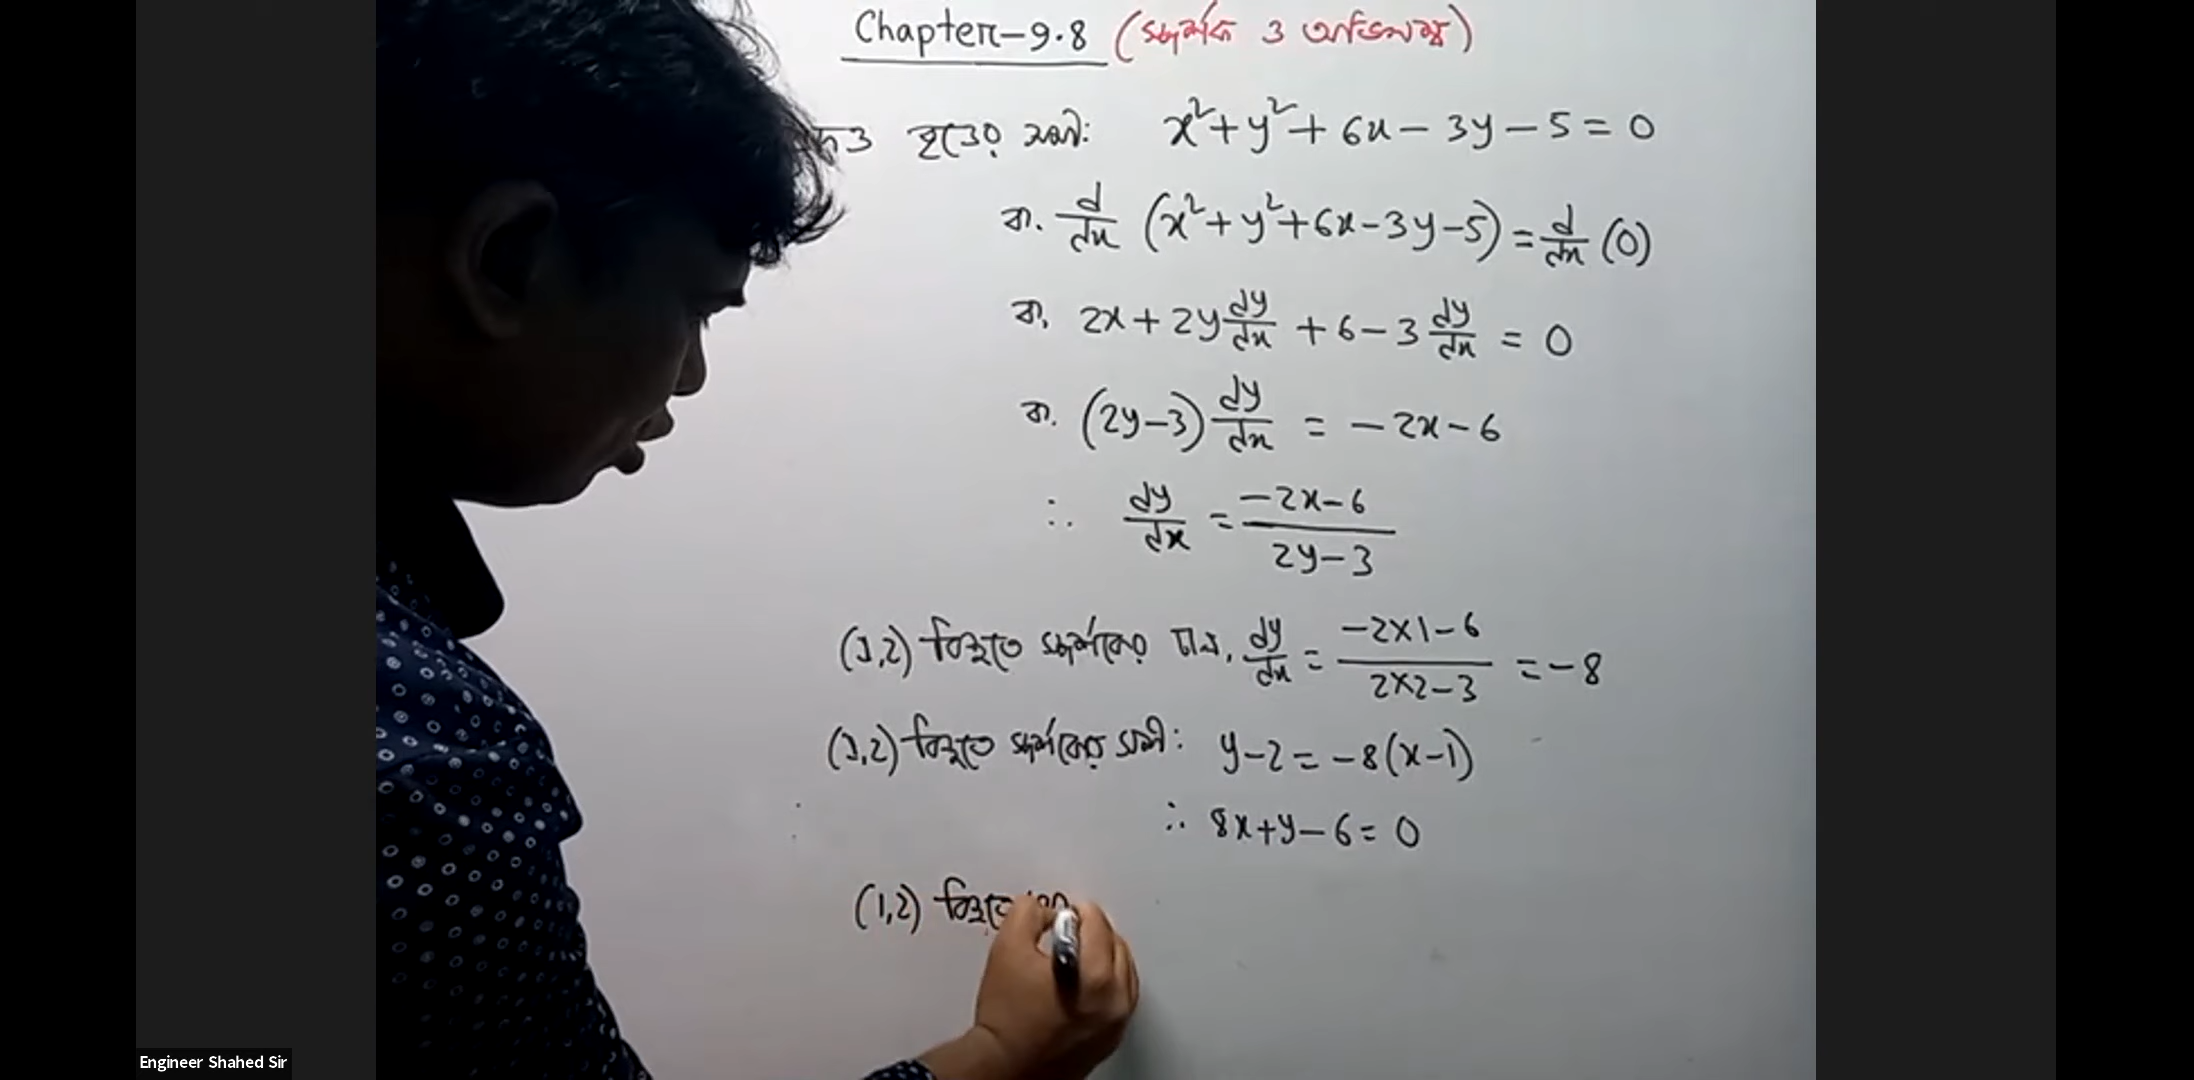 Chapter-9.8 (স্পর্শক ও অভিলম্ব)
প্রদত্ত বৃত্তের সমী: x²+y²+6x-3y-5=0
বা, d/dx (x²+y²+6x-3y-5)=d/dx (0)
বা, 2x+2y dy/dx +6-3 dy/dx = 0
বা, (2y-3) dy/dx = -2x-6
∴ dy/dx = (-2x-6)/(2y-3)
(1,2) বিন্দুতে স্পর্শকের ঢাল, dy/dx = (-2×1-6)/(2×2-3) = -8
(1,2) বিন্দুতে স্পর্শকের সমী: y-2=-8(x-1)
∴ 8x+y-6=0
(1,2) বিন্দুতে
Engineer Shahed Sir